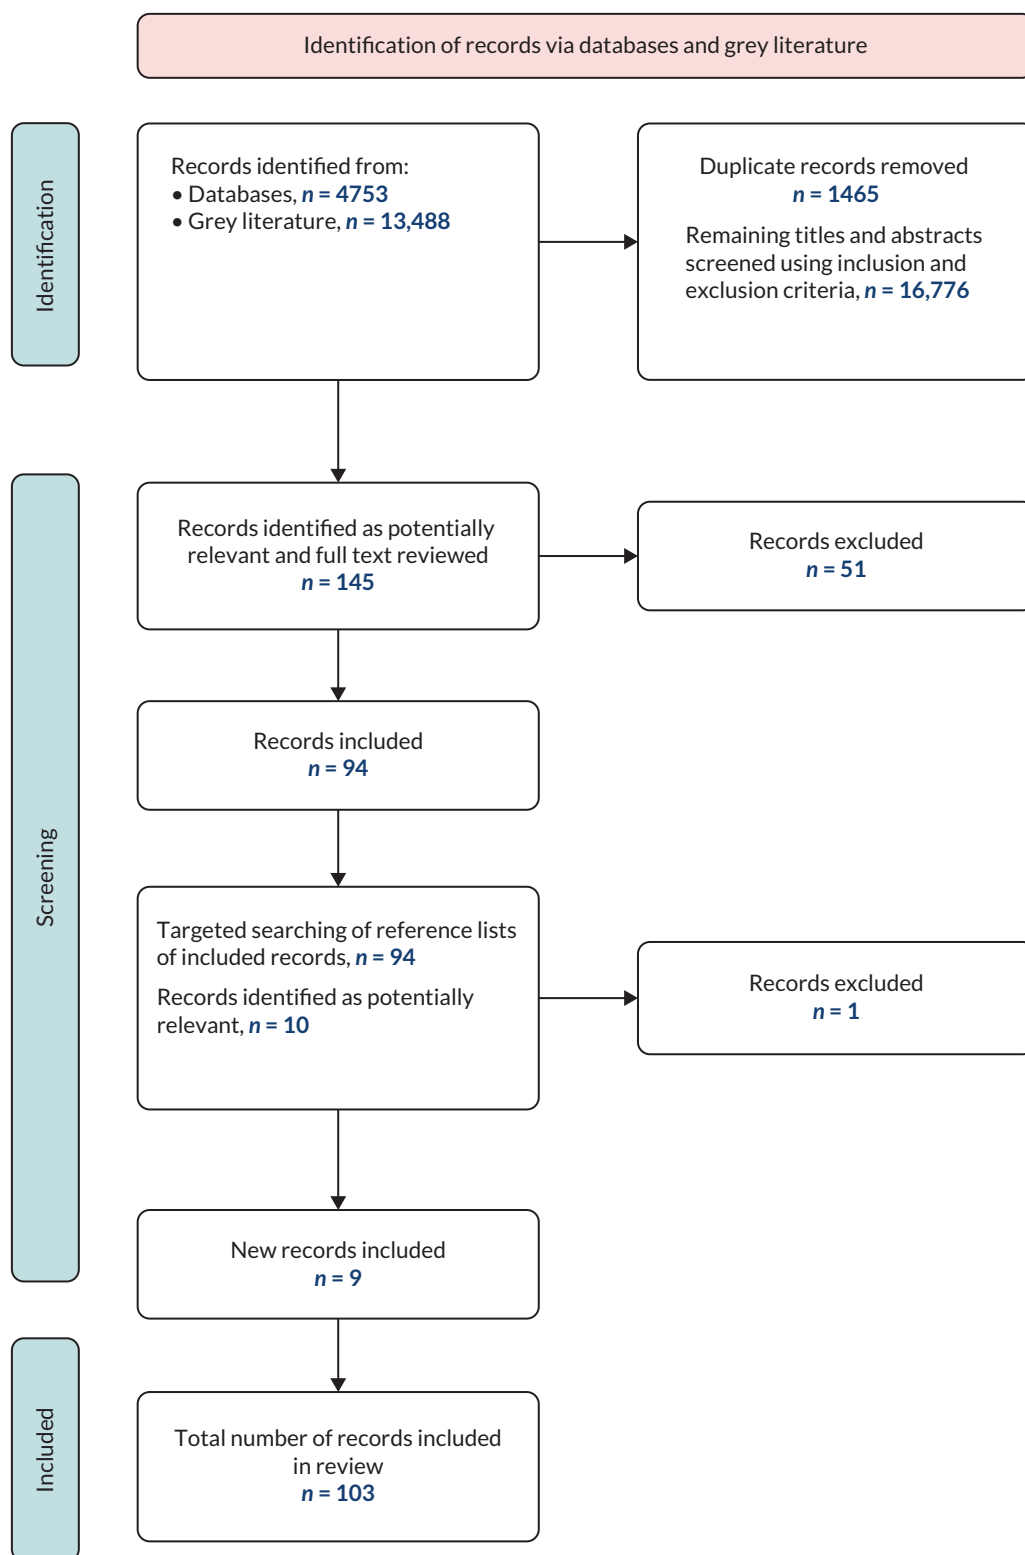 Identification of records via databases and grey literature
Identification
Records identified from:
• Databases, n = 4753
• Grey literature, n = 13,488
Duplicate records removed
n = 1465
Remaining titles and abstracts
screened using inclusion and
exclusion criteria, n = 16,776
Screening
Records identified as potentially
relevant and full text reviewed
n = 145
Records excluded
n = 51
Records included
n = 94
Targeted searching of reference lists
of included records, n = 94
Records identified as potentially
relevant, n = 10
Records excluded
n = 1
New records included
n = 9
Included
Total number of records included
in review
n = 103